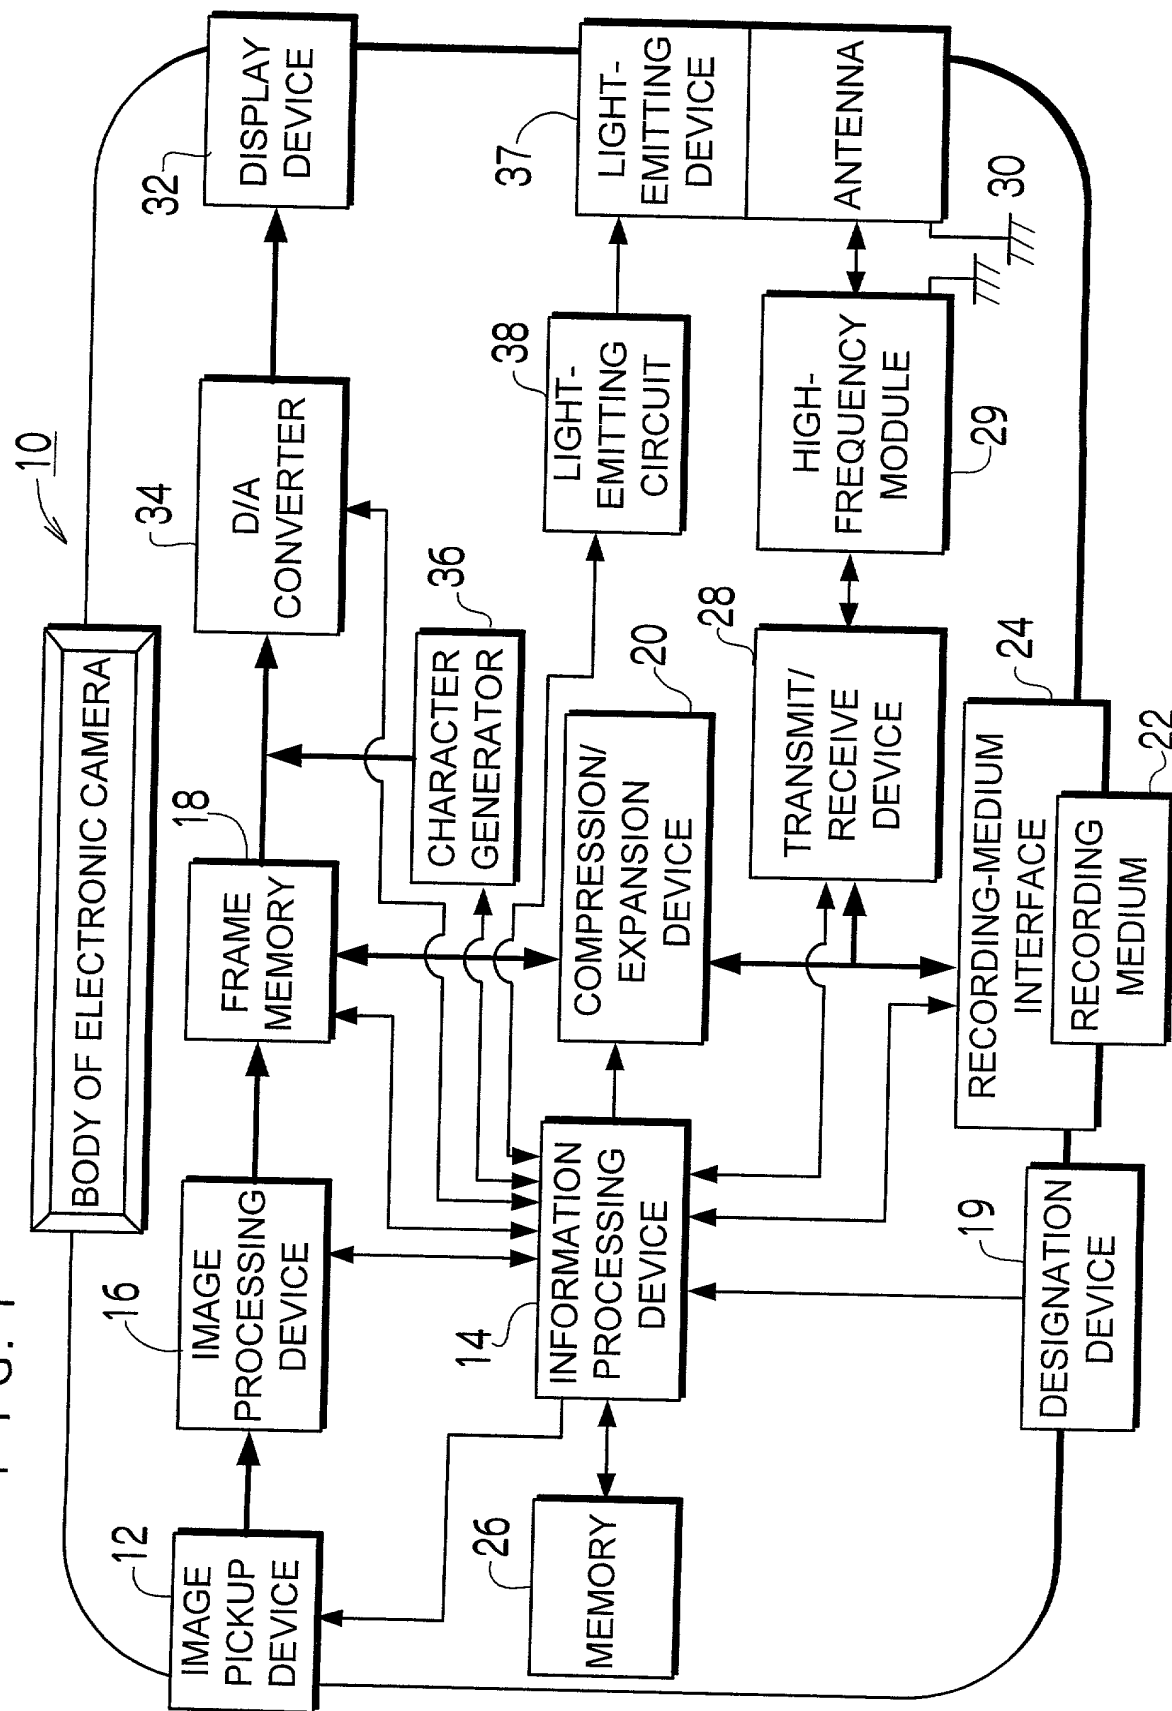 FIG. 1
10
BODY OF ELECTRONIC CAMERA
12
IMAGE
PICKUP
DEVICE
16
IMAGE
PROCESSING
DEVICE
18
FRAME
MEMORY
34
D/A
CONVERTER
32
DISPLAY
DEVICE
36
CHARACTER
GENERATOR
26
MEMORY
14
INFORMATION
PROCESSING
DEVICE
20
COMPRESSION/
EXPANSION
DEVICE
38
LIGHT-
EMITTING
CIRCUIT
37
LIGHT-
EMITTING
DEVICE
ANTENNA
30
28
TRANSMIT/
RECEIVE
DEVICE
HIGH-
FREQUENCY
MODULE
29
19
DESIGNATION
DEVICE
24
RECORDING-MEDIUM
INTERFACE
22
RECORDING
MEDIUM